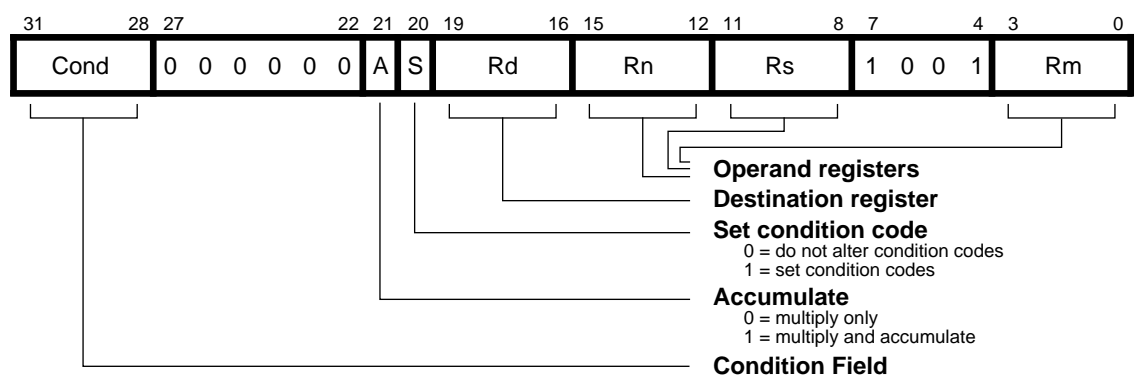 31 28 27 22 21 20 19 16 15 12 11 8 7 4 3 0
Cond 0 0 0 0 0 0 A S Rd Rn Rs 1 0 0 1 Rm
Operand registers
Destination register
Set condition code
0 = do not alter condition codes
1 = set condition codes
Accumulate
0 = multiply only
1 = multiply and accumulate
Condition Field